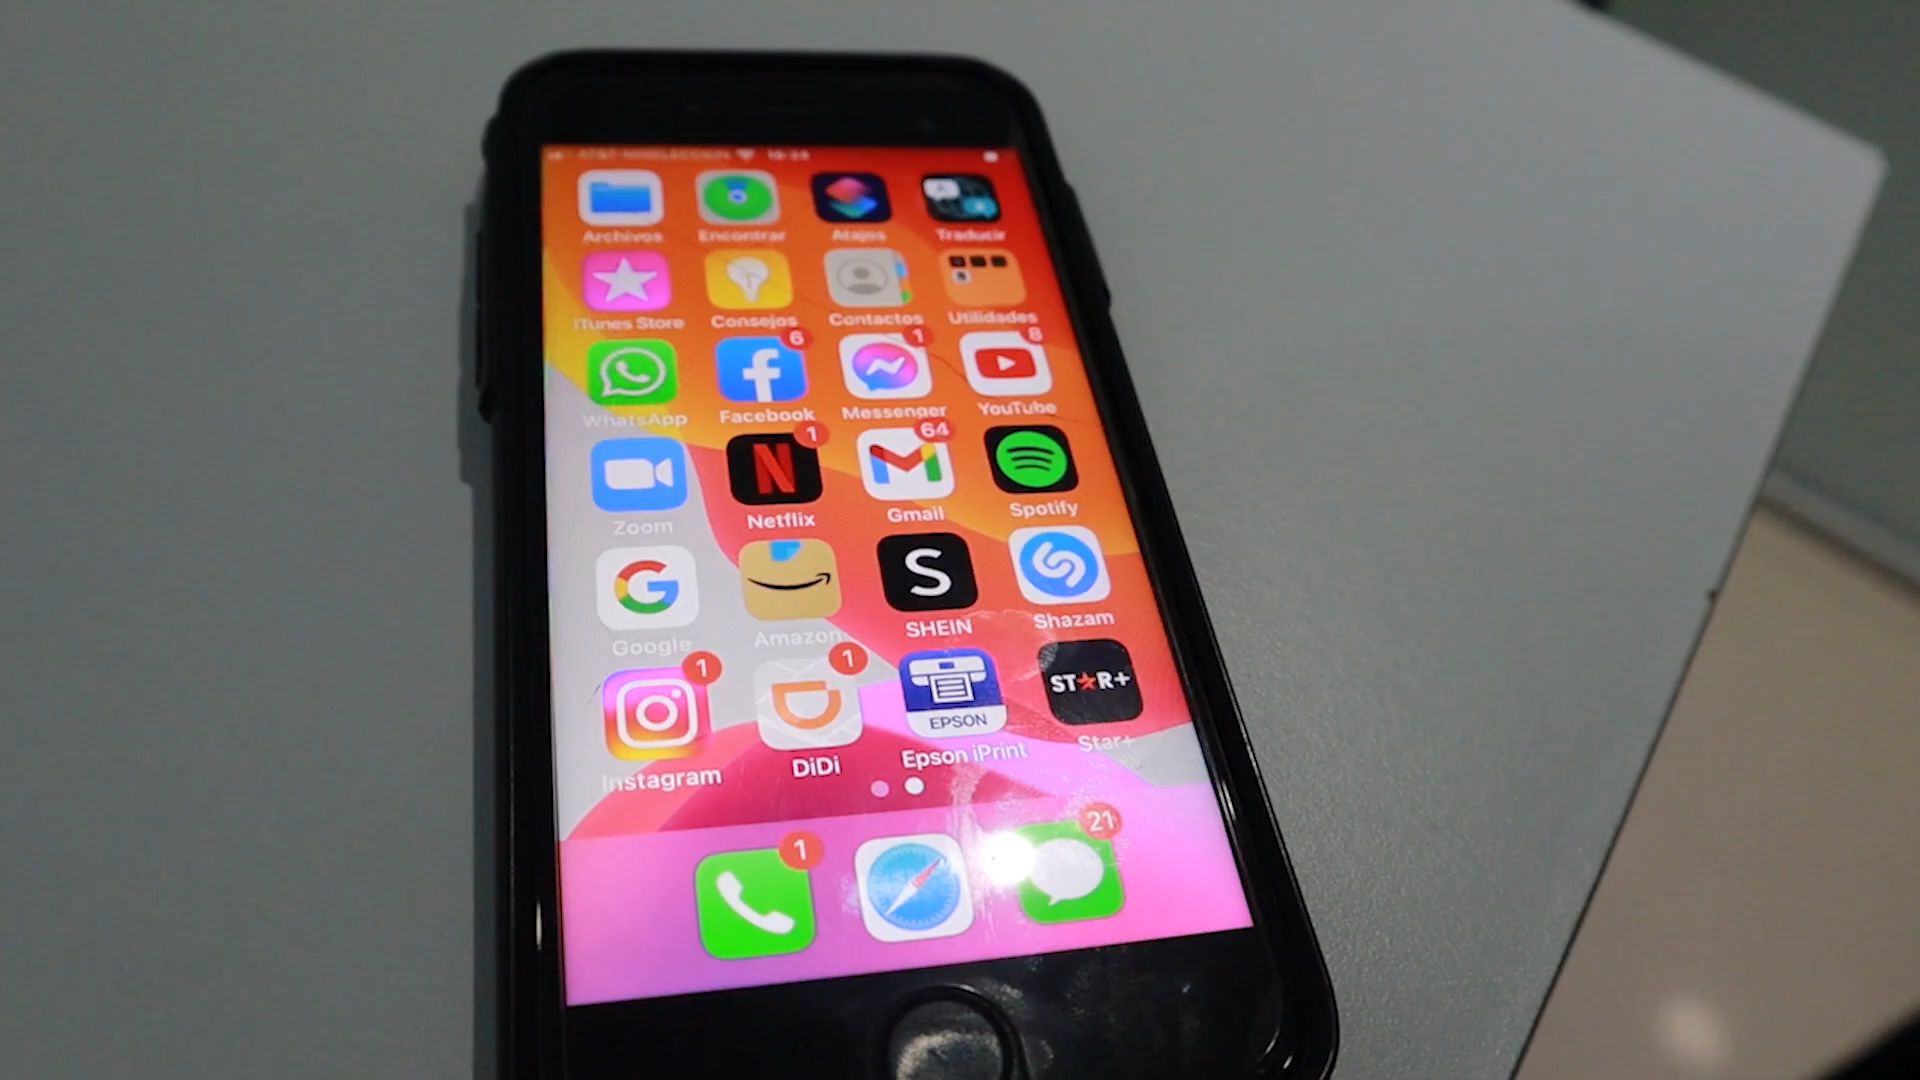 Archivos Encontrar Atajos Traducir
iTunes Store Consejos Contactos Utilidades
6 1 8
WhatsApp Facebook Messenger YouTube
1 64
Zoom Netflix Gmail Spotify
S
Google Amazon SHEIN Shazam
1 1 EPSON STAR+
Instagram DiDi Epson iPrint Star+
1 21